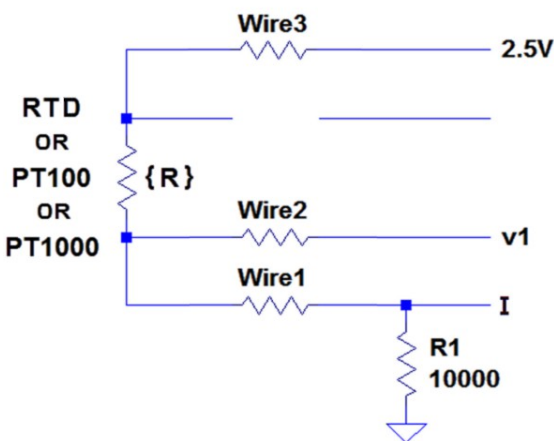 Wire3
2.5V
RTD
OR
PT100
{R}
OR
Wire2
PT1000
v1
Wire1
I
R1
10000